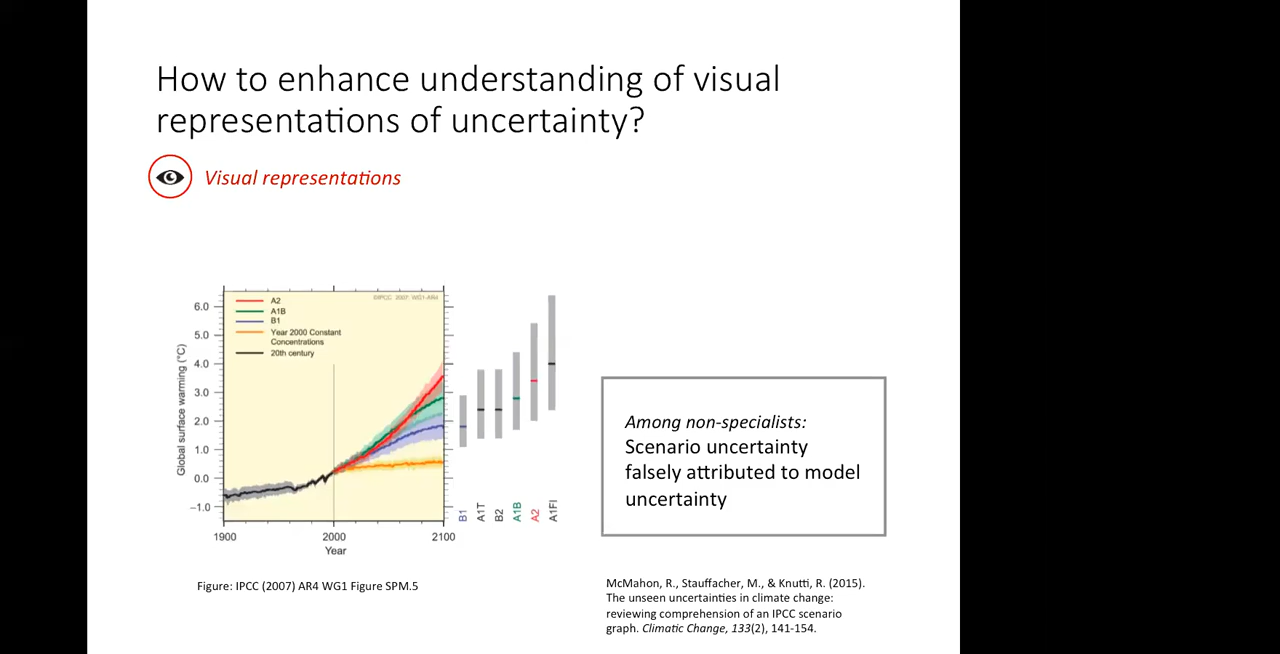 How to enhance understanding of visual
representations of uncertainty?
Visual representations
A2
A1B
B1
Year 2000 Constant
Concentrations
20th century
©IPCC 2007: WG1-AR4
6.0
5.0
4.0
3.0
2.0
1.0
0.0
−1.0
Global surface warming (°C)
1900
2000
2100
Year
B1
A1T
B2
A1B
A2
A1FI
Figure: IPCC (2007) AR4 WG1 Figure SPM.5
Among non-specialists:
Scenario uncertainty
falsely attributed to model
uncertainty
McMahon, R., Stauffacher, M., & Knutti, R. (2015).
The unseen uncertainties in climate change:
reviewing comprehension of an IPCC scenario
graph. Climatic Change, 133(2), 141-154.